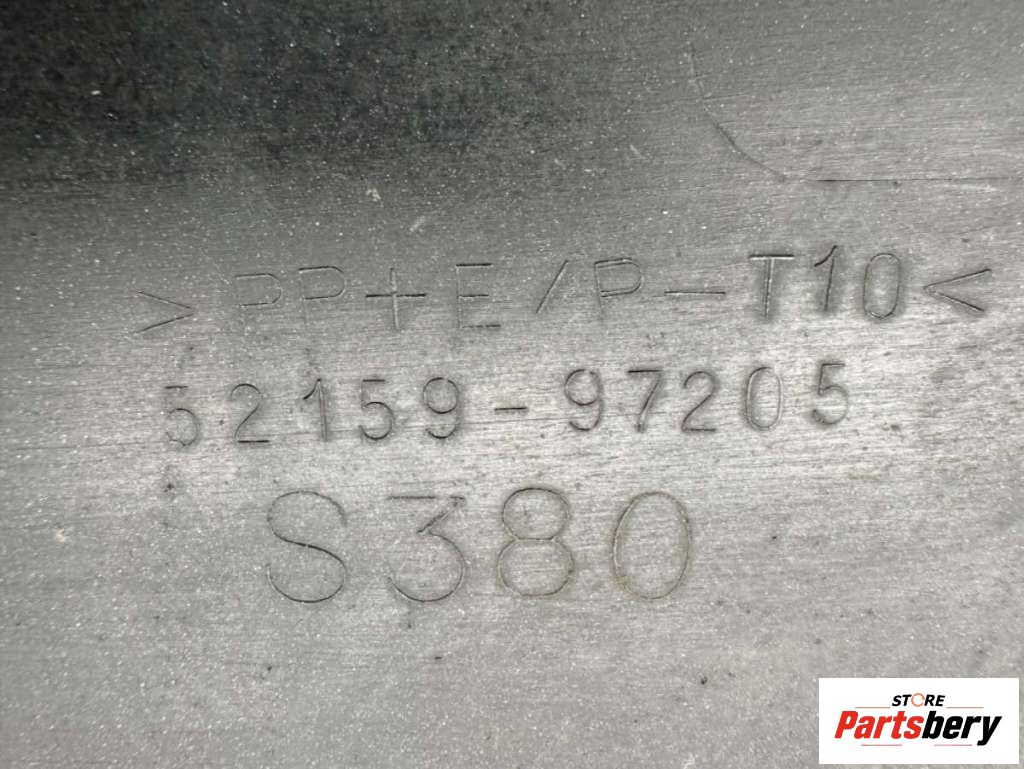 >PP+E/P-T10<
52159-97205
S380
STORE
Partsbery